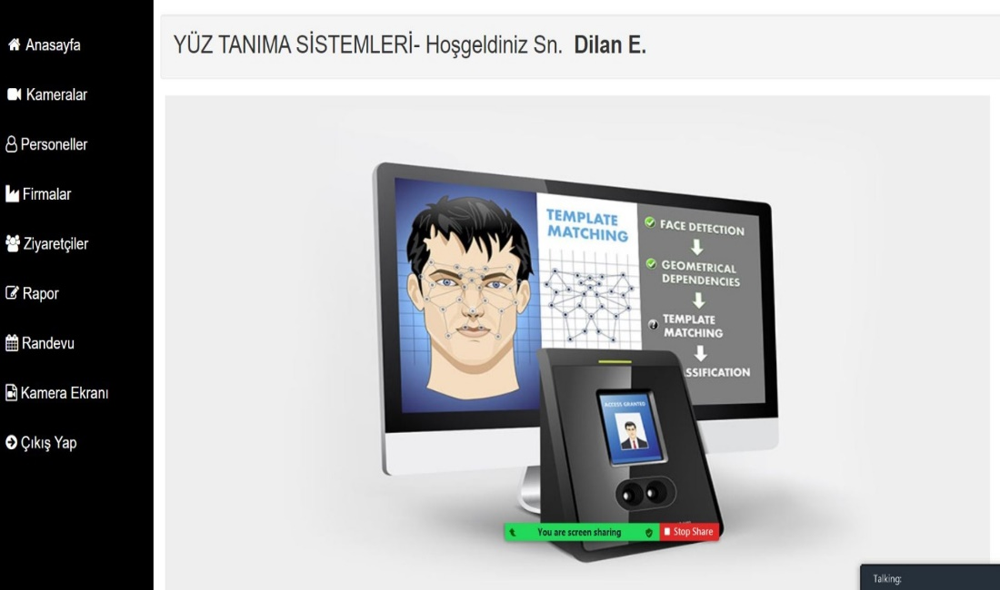 Anasayfa
Kameralar
Personeller
Firmalar
Ziyaretçiler
Rapor
Randevu
Kamera Ekranı
Çıkış Yap
YÜZ TANIMA SİSTEMLERİ- Hoşgeldiniz Sn. Dilan E.
TEMPLATE
MATCHING
FACE DETECTION
GEOMETRICAL
DEPENDENCIES
TEMPLATE
MATCHING
SSIFICATION
ACCESS GRANTED
You are screen sharing
Stop Share
Talking: